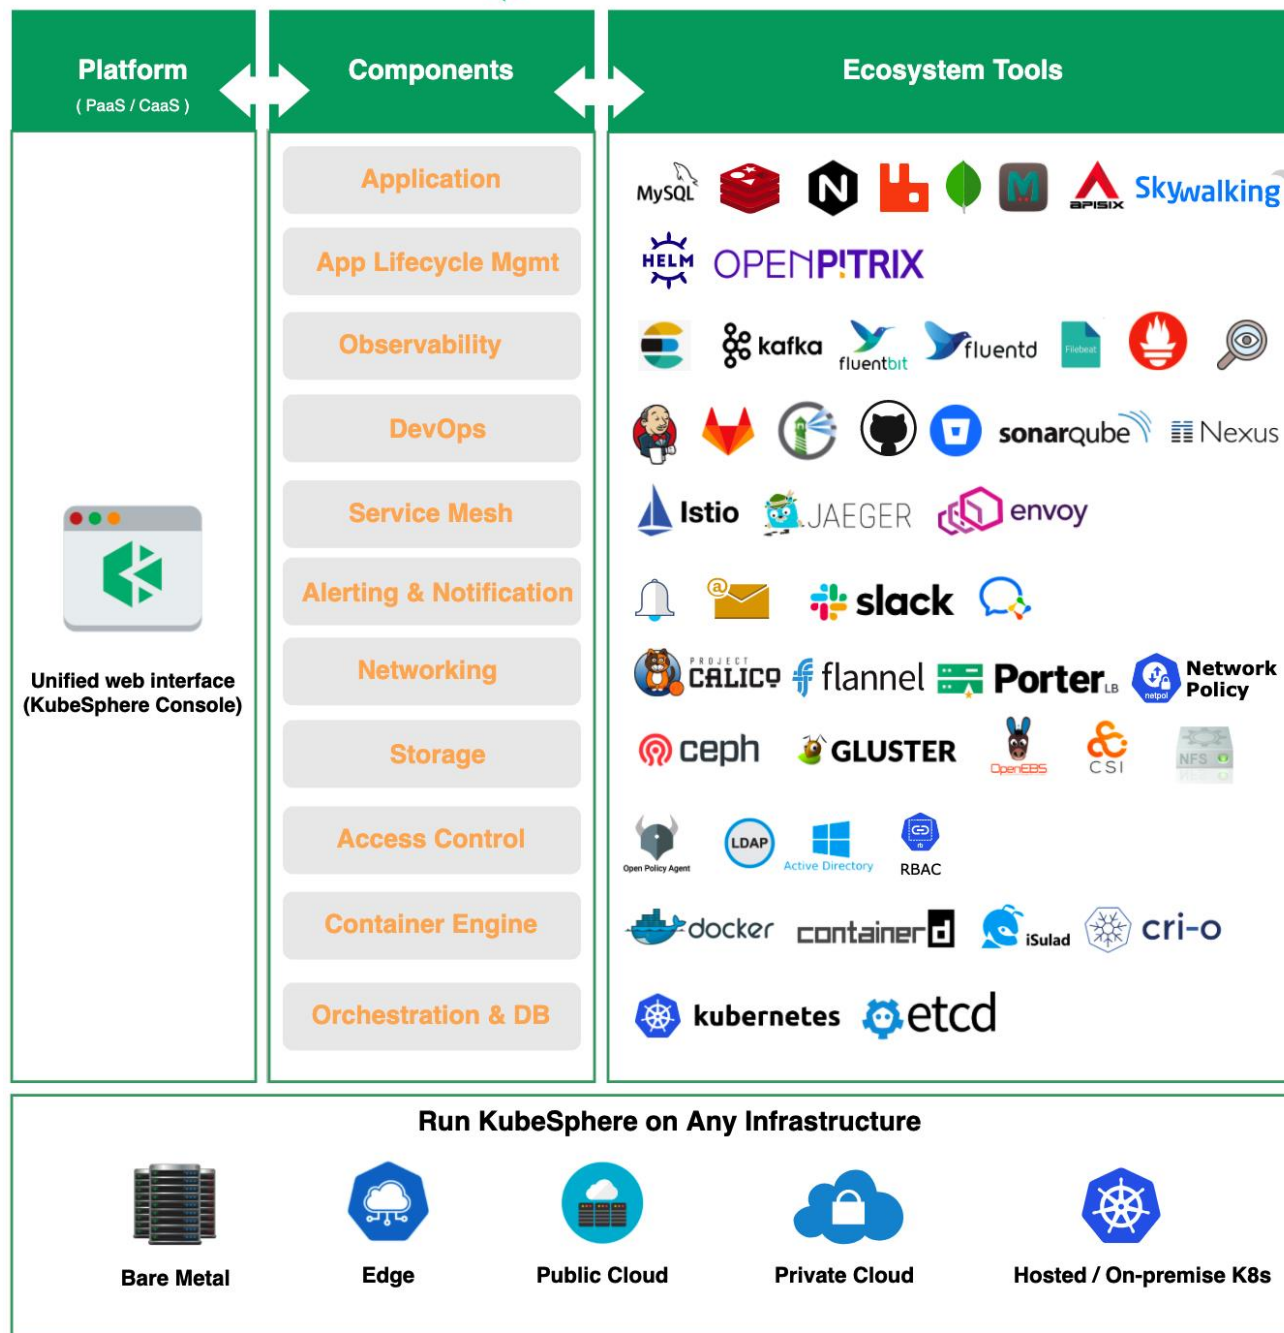 Platform
( PaaS / CaaS )
Components
Ecosystem Tools
Unified web interface
(KubeSphere Console)
Application
MySQL
N
M
APISIX
Skywalking
App Lifecycle Mgmt
HELM
OPENPITRIX
Observability
kafka
fluentbit
fluentd
Filebeat
DevOps
sonarqube
Nexus
Service Mesh
Istio
JAEGER
envoy
Alerting & Notification
@
slack
Networking
PROJECT
CALICO
flannel
Porter LB
netpol
Network
Policy
Storage
ceph
GLUSTER
OpenEBS
CSI
NFS
Access Control
Open Policy Agent
LDAP
Active Directory
rb
RBAC
Container Engine
docker
containerd
iSulad
cri-o
Orchestration & DB
kubernetes
etcd
Run KubeSphere on Any Infrastructure
Bare Metal
Edge
Public Cloud
Private Cloud
Hosted / On-premise K8s